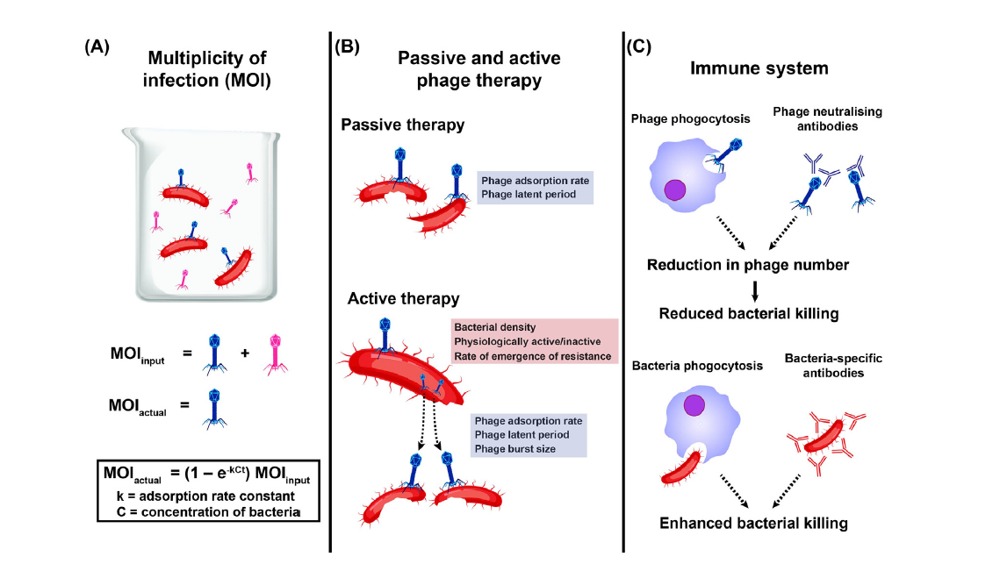 (A)
Multiplicity of
infection (MOI)
MOIinput = +
MOIactual =
MOIactual = (1 – e-kCt) MOIinput
k = adsorption rate constant
C = concentration of bacteria
(B)
Passive and active
phage therapy
Passive therapy
Phage adsorption rate
Phage latent period
Active therapy
Bacterial density
Physiologically active/inactive
Rate of emergence of resistance
Phage adsorption rate
Phage latent period
Phage burst size
(C)
Immune system
Phage phogocytosis
Phage neutralising
antibodies
Reduction in phage number
Reduced bacterial killing
Bacteria phogocytosis
Bacteria-specific
antibodies
Enhanced bacterial killing